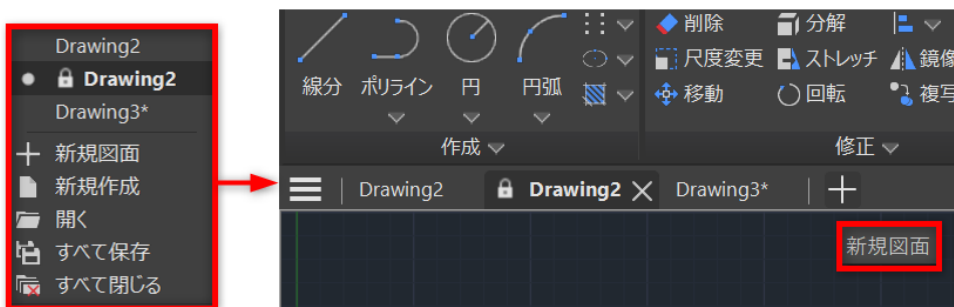 Drawing2
Drawing2
Drawing3*
新規図面
新規作成
開く
すべて保存
すべて閉じる
線分 ポリライン 円 円弧
作成
削除 分解
尺度変更 ストレッチ 鏡像
移動 回転 複写
修正
Drawing2 Drawing2 Drawing3*
新規図面